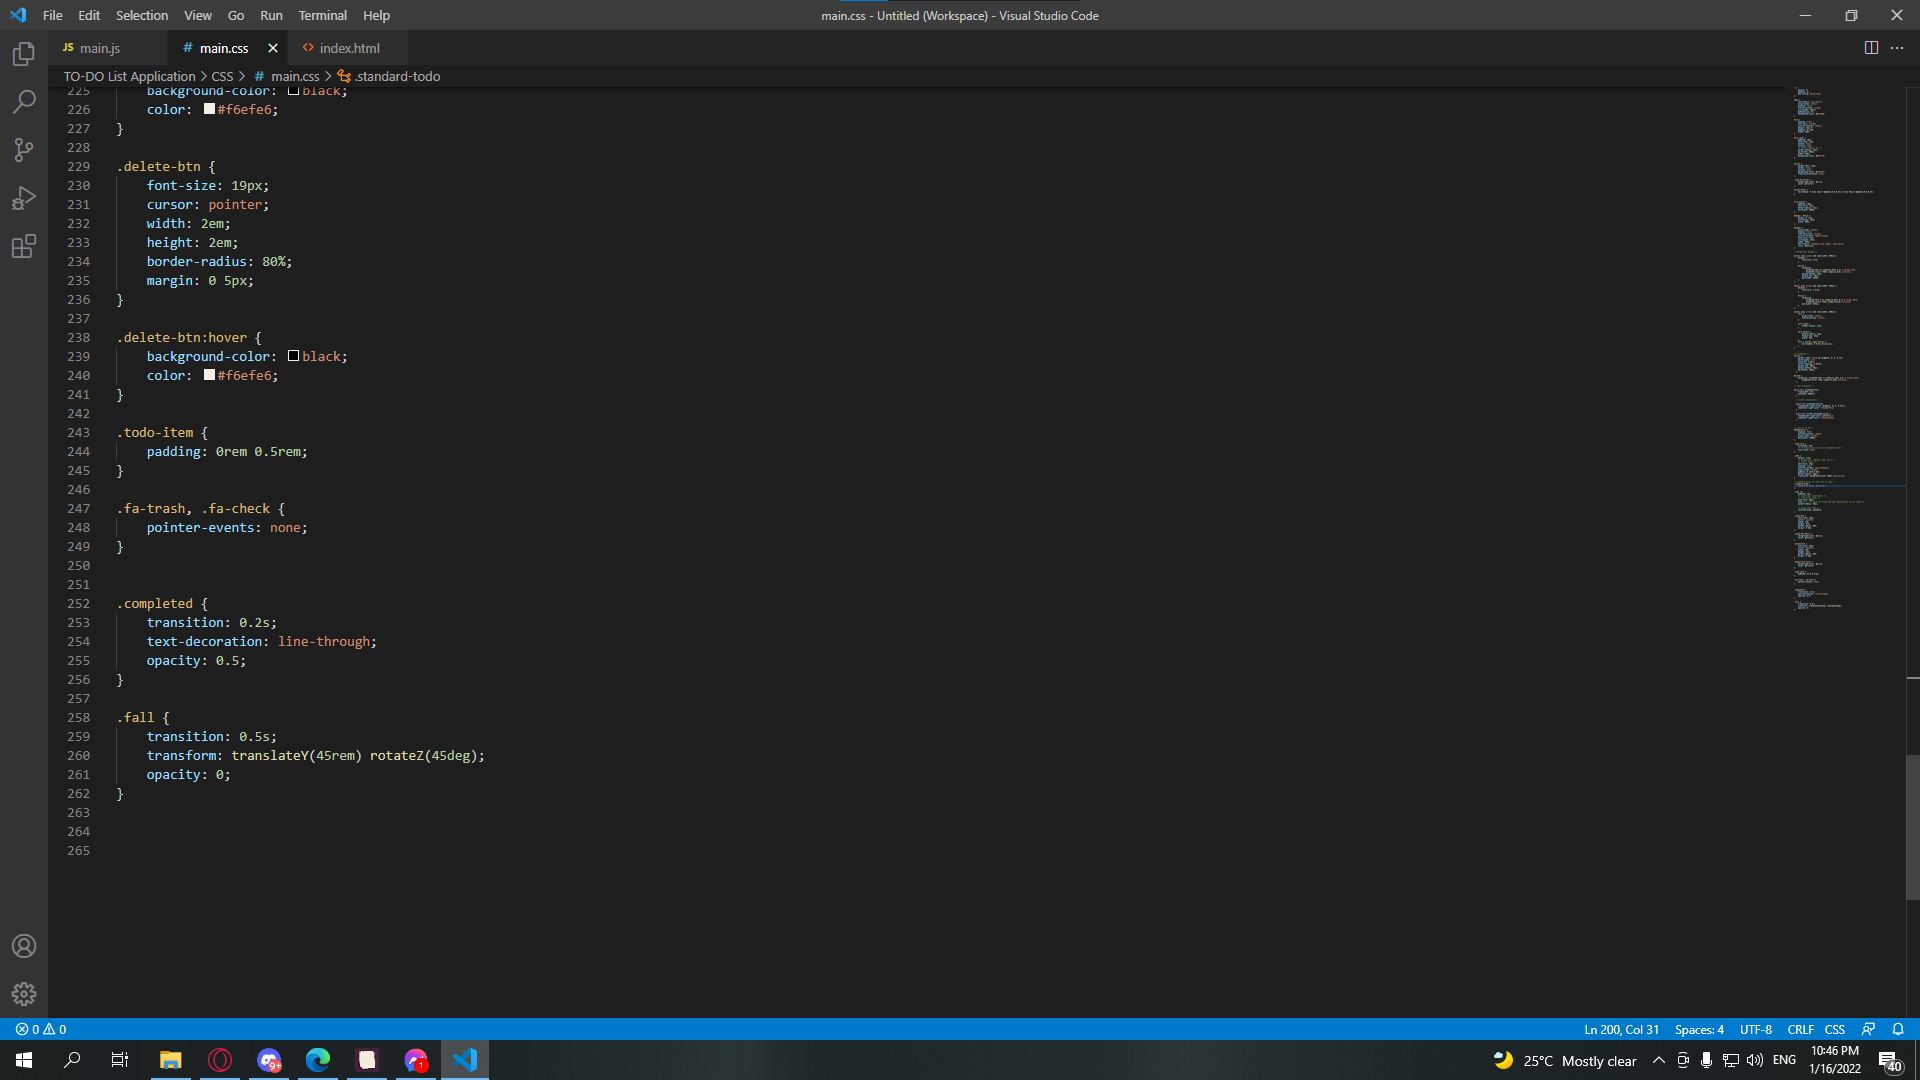 File Edit Selection View Go Run Terminal Help
main.css - Untitled (Workspace) - Visual Studio Code
JS main.js
# main.css
<> index.html
TO-DO List Application > CSS > # main.css > .standard-todo
225 background-color: black;
226 color: #f6efe6;
227 }
228
229 .delete-btn {
230 font-size: 19px;
231 cursor: pointer;
232 width: 2em;
233 height: 2em;
234 border-radius: 80%;
235 margin: 0 5px;
236 }
237
238 .delete-btn:hover {
239 background-color: black;
240 color: #f6efe6;
241 }
242
243 .todo-item {
244 padding: 0rem 0.5rem;
245 }
246
247 .fa-trash, .fa-check {
248 pointer-events: none;
249 }
250
251
252 .completed {
253 transition: 0.2s;
254 text-decoration: line-through;
255 opacity: 0.5;
256 }
257
258 .fall {
259 transition: 0.5s;
260 transform: translateY(45rem) rotateZ(45deg);
261 opacity: 0;
262 }
263
264
265
0 0
Ln 200, Col 31 Spaces: 4 UTF-8 CRLF CSS
9+ 1
25°C Mostly clear
ENG
10:46 PM
1/16/2022
40